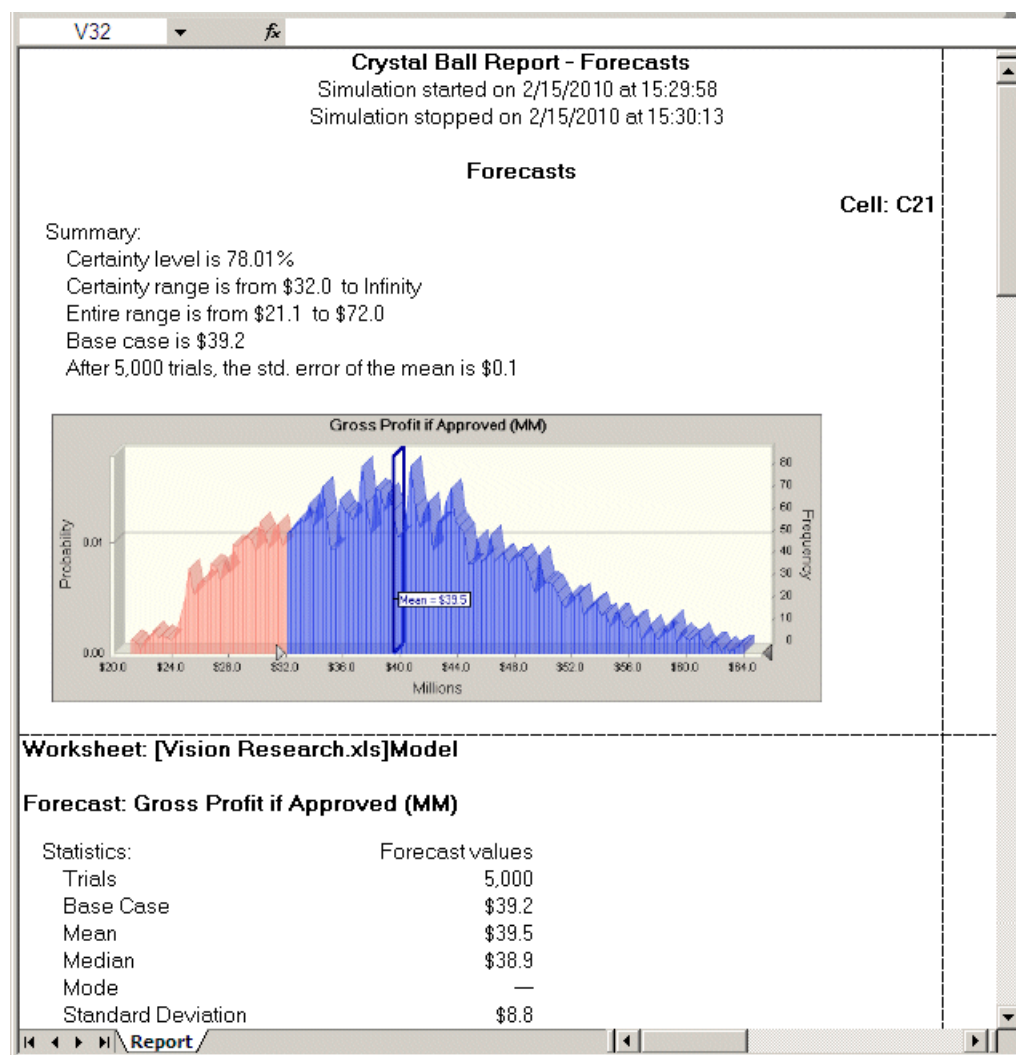 V32 fx
Crystal Ball Report - Forecasts
Simulation started on 2/15/2010 at 15:29:58
Simulation stopped on 2/15/2010 at 15:30:13
Forecasts
Cell: C21
Summary:
Certainty level is 78.01%
Certainty range is from $32.0 to Infinity
Entire range is from $21.1 to $72.0
Base case is $39.2
After 5,000 trials, the std. error of the mean is $0.1
Gross Profit if Approved (MM)
Probability
0.01
0.00
80
70
60
50
40
30
20
10
0
Frequency
Mean = $39.5
$20.0 $24.0 $28.0 $32.0 $36.0 $40.0 $44.0 $48.0 $52.0 $56.0 $60.0 $64.0
Millions
Worksheet: [Vision Research.xls]Model
Forecast: Gross Profit if Approved (MM)
Statistics: Forecast values
Trials 5,000
Base Case $39.2
Mean $39.5
Median $38.9
Mode —
Standard Deviation $8.8
Report